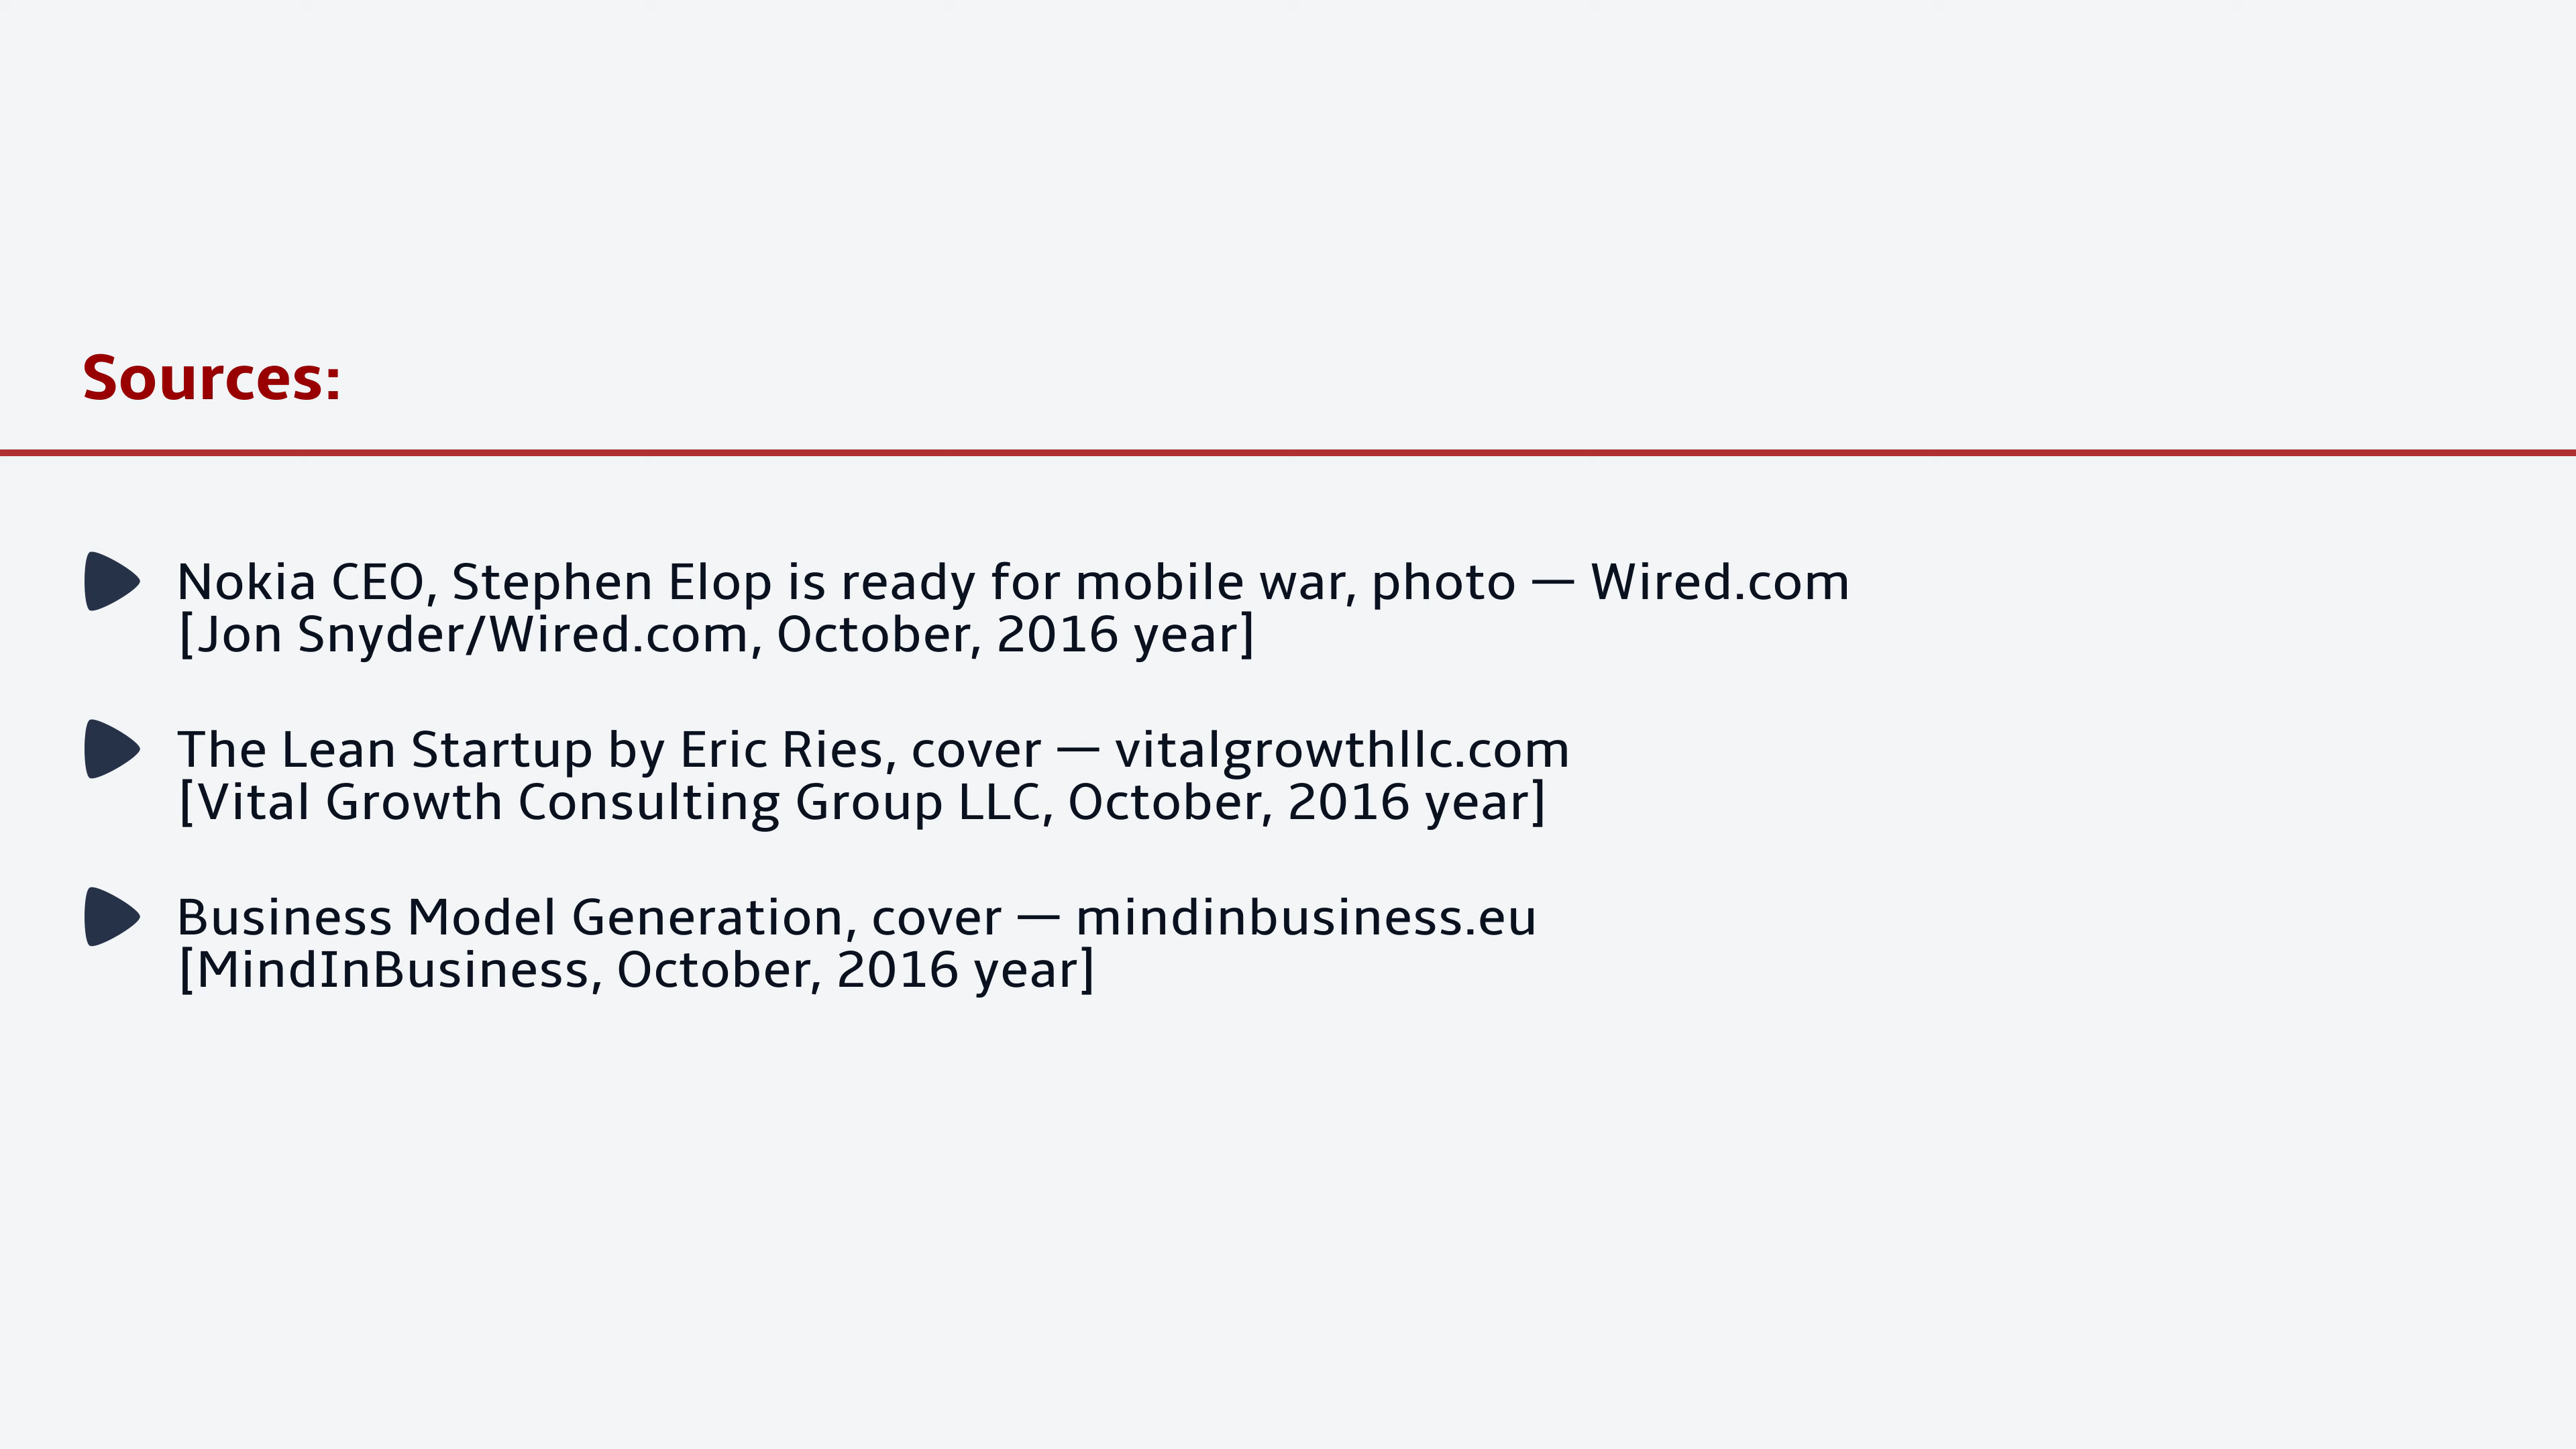 Sources:
Nokia CEO, Stephen Elop is ready for mobile war, photo — Wired.com
[Jon Snyder/Wired.com, October, 2016 year]
The Lean Startup by Eric Ries, cover — vitalgrowthllc.com
[Vital Growth Consulting Group LLC, October, 2016 year]
Business Model Generation, cover — mindinbusiness.eu
[MindInBusiness, October, 2016 year]